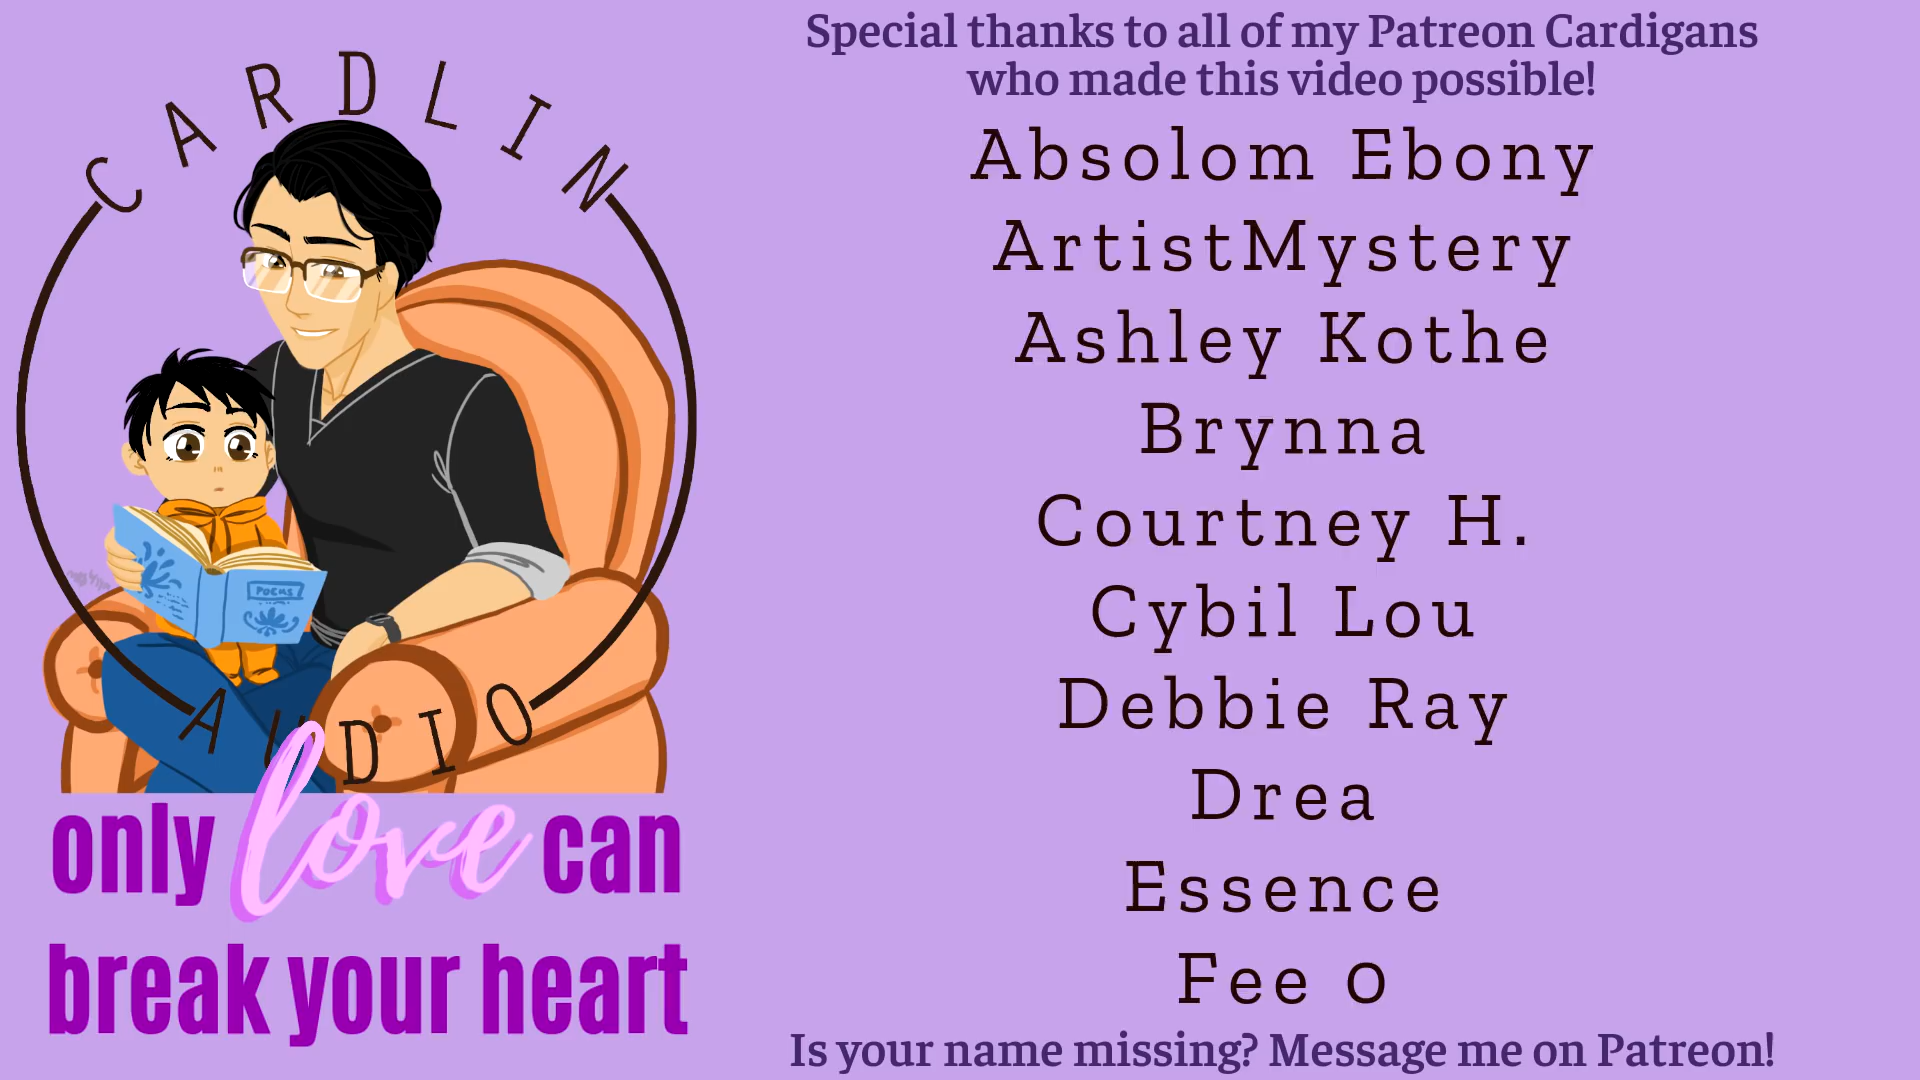 CARDLIN
AUDIO
only love can
break your heart
Special thanks to all of my Patreon Cardigans
who made this video possible!
Absolom Ebony
ArtistMystery
Ashley Kothe
Brynna
Courtney H.
Cybil Lou
Debbie Ray
Drea
Essence
Fee O
Is your name missing? Message me on Patreon!